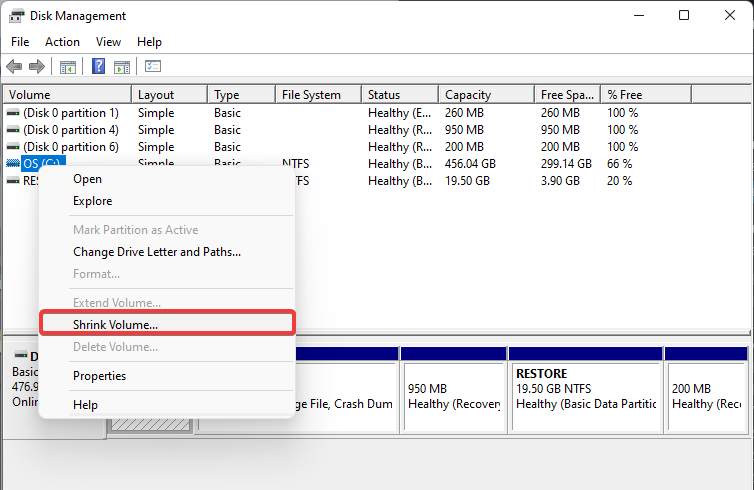 Disk Management
File Action View Help
Volume Layout Type File System Status Capacity Free Spa... % Free
(Disk 0 partition 1) Simple Basic Healthy (E... 260 MB 260 MB 100 %
(Disk 0 partition 4) Simple Basic Healthy (R... 950 MB 950 MB 100 %
(Disk 0 partition 6) Simple Basic Healthy (R... 200 MB 200 MB 100 %
OS (C:) Simple Basic NTFS Healthy (B... 456.04 GB 299.14 GB 66 %
RES TFS Healthy (B... 19.50 GB 3.90 GB 20 %
Open
Explore
Mark Partition as Active
Change Drive Letter and Paths...
Format...
Extend Volume...
Shrink Volume...
Delete Volume...
Properties
Help
D
Basic
476.9
Onlin
ge File, Crash Dum
950 MB
Healthy (Recovery
RESTORE
19.50 GB NTFS
Healthy (Basic Data Partitic
200 MB
Healthy (Rec